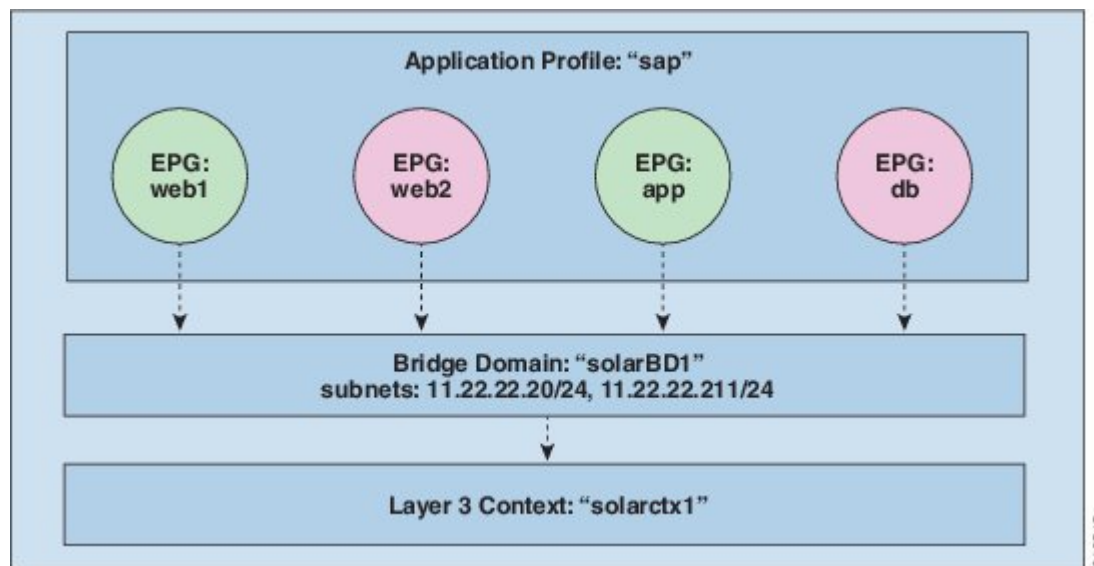 Application Profile: “sap”
EPG:
web1
EPG:
web2
EPG:
app
EPG:
db
Bridge Domain: “solarBD1”
subnets: 11.22.22.20/24, 11.22.22.211/24
Layer 3 Context: “solarctx1”